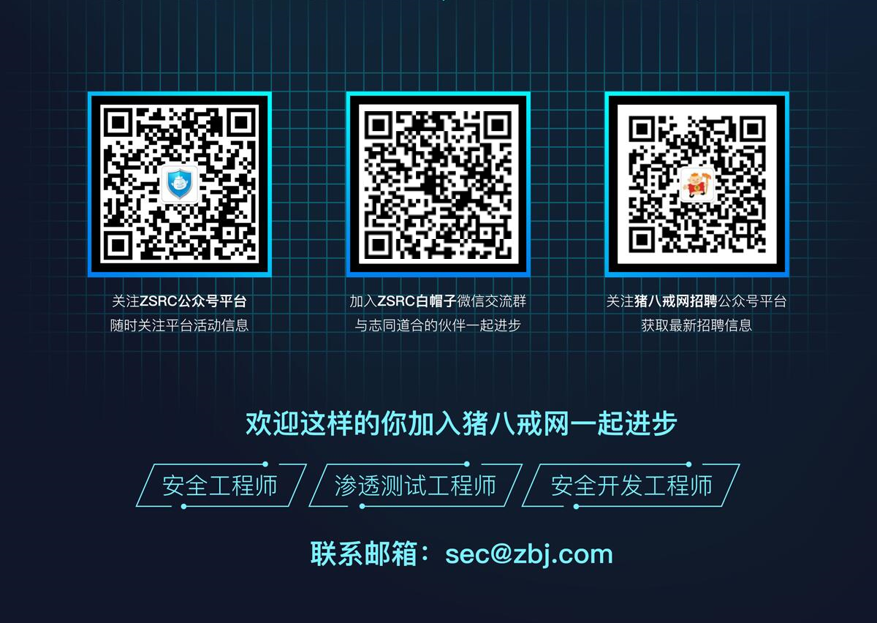 关注ZSRC公众号平台
随时关注平台活动信息
加入ZSRC白帽子微信交流群
与志同道合的伙伴一起进步
关注猪八戒网招聘公众号平台
获取最新招聘信息
欢迎这样的你加入猪八戒网一起进步
安全工程师
渗透测试工程师
安全开发工程师
联系邮箱：sec@zbj.com